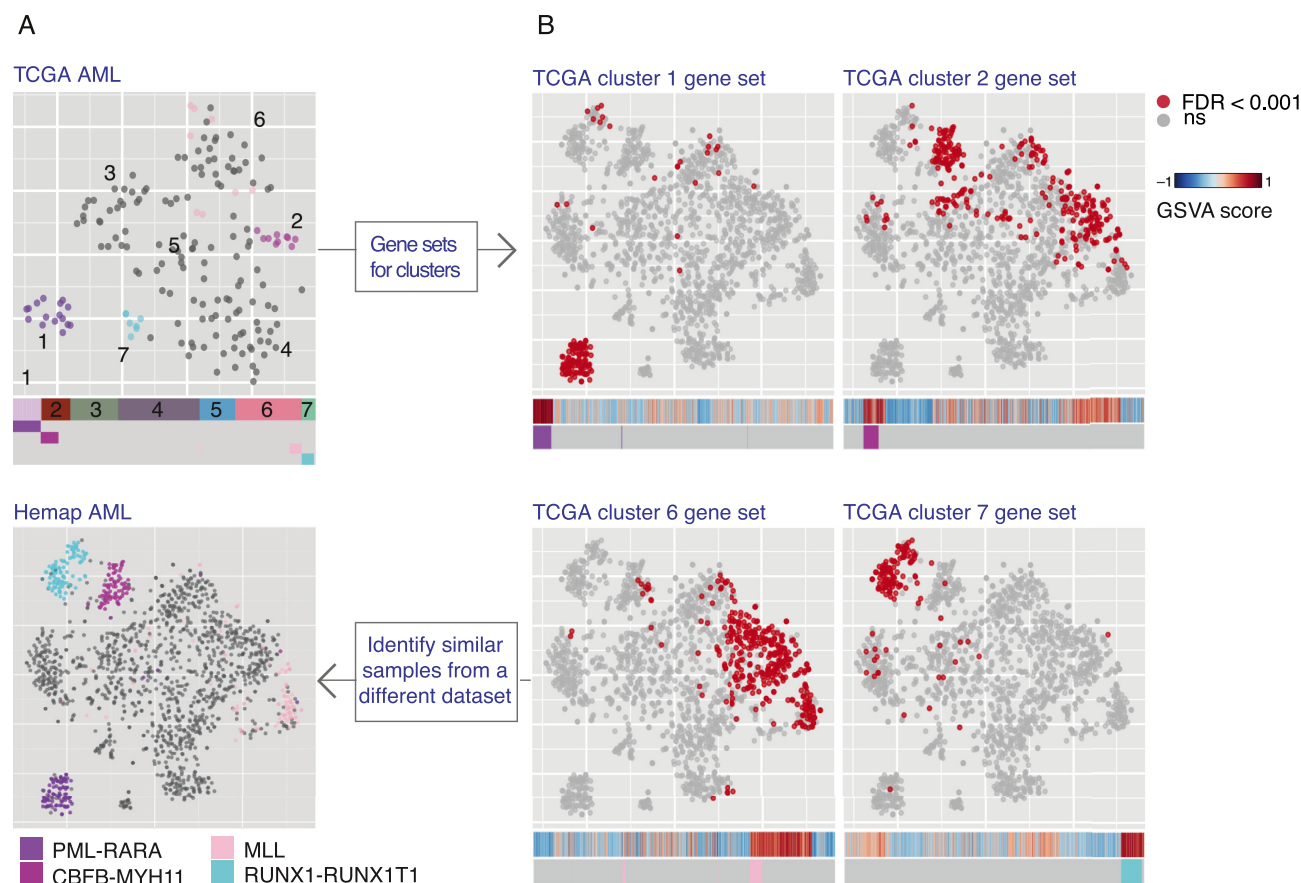 A
B
TCGA AML
TCGA cluster 1 gene set
TCGA cluster 2 gene set
FDR < 0.001
ns
−1
1
GSVA score
6
3
2
5
Gene sets
for clusters
1
7
4
1
2
3
4
5
6
7
Hemap AML
TCGA cluster 6 gene set
TCGA cluster 7 gene set
Identify similar
samples from a
different dataset
PML-RARA
MLL
CBFB-MYH11
RUNX1-RUNX1T1